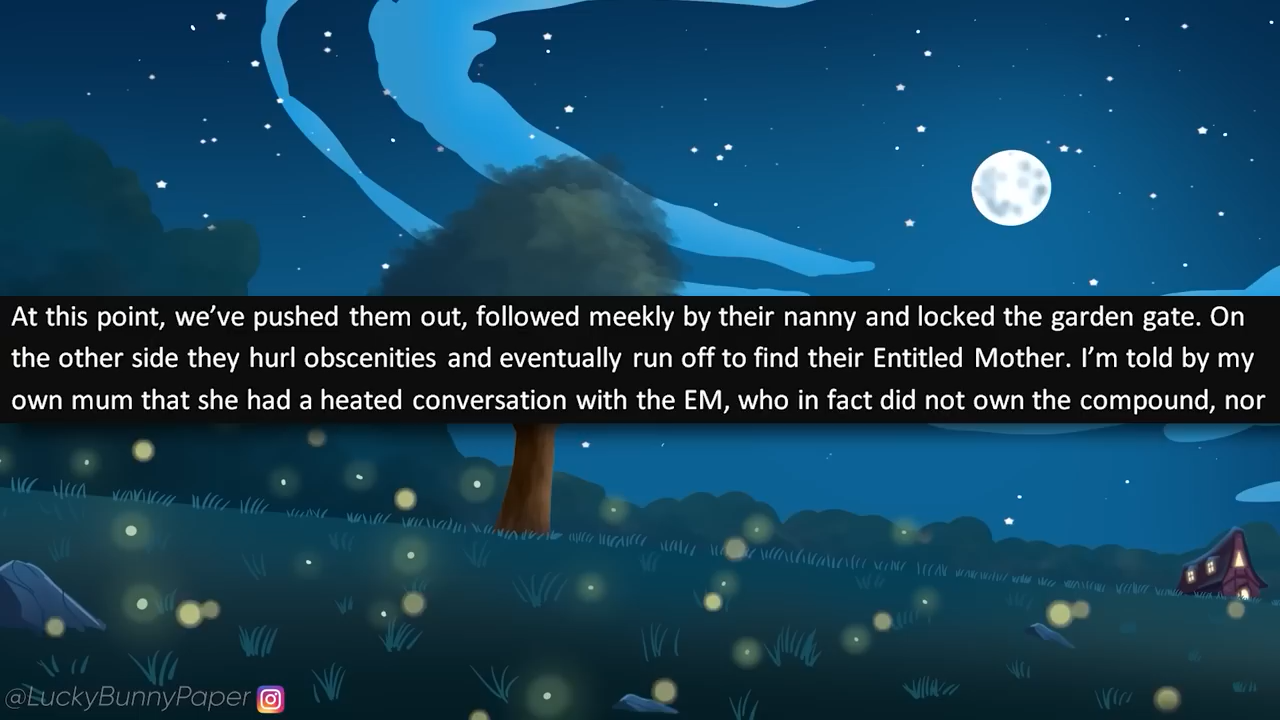 At this point, we’ve pushed them out, followed meekly by their nanny and locked the garden gate. On
the other side they hurl obscenities and eventually run off to find their Entitled Mother. I’m told by my
own mum that she had a heated conversation with the EM, who in fact did not own the compound, nor
@LuckyBunnyPaper